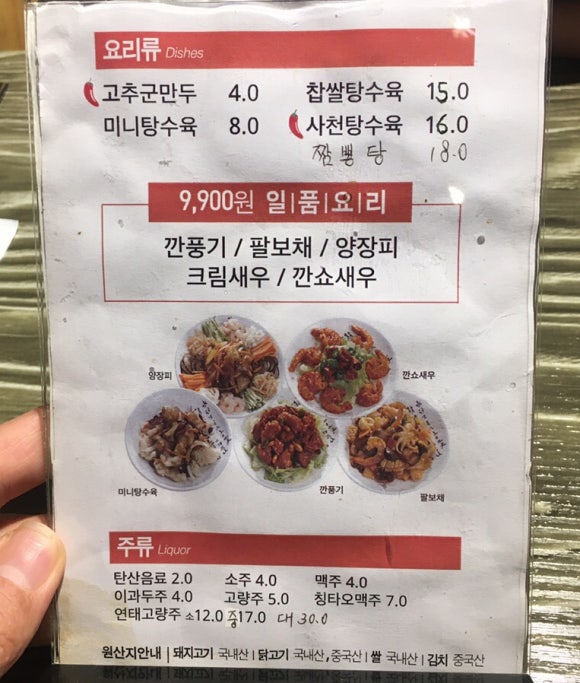 요리류 Dishes
고추군만두 4.0 찹쌀탕수육 15.0
미니탕수육 8.0 사천탕수육 16.0
짬뽕탕 18.0
9,900원 일|품|요|리
깐풍기 / 팔보채 / 양장피
크림새우 / 깐쇼새우
양장피
깐쇼새우
미니탕수육
깐풍기
팔보채
주류 Liquor
탄산음료 2.0 소주 4.0 맥주 4.0
이과두주 4.0 고량주 5.0 칭타오맥주 7.0
연태고량주 소12.0 중17.0 대 30.0
원산지안내 | 돼지고기 국내산 | 닭고기 국내산, 중국산 | 쌀 국내산 | 김치 중국산